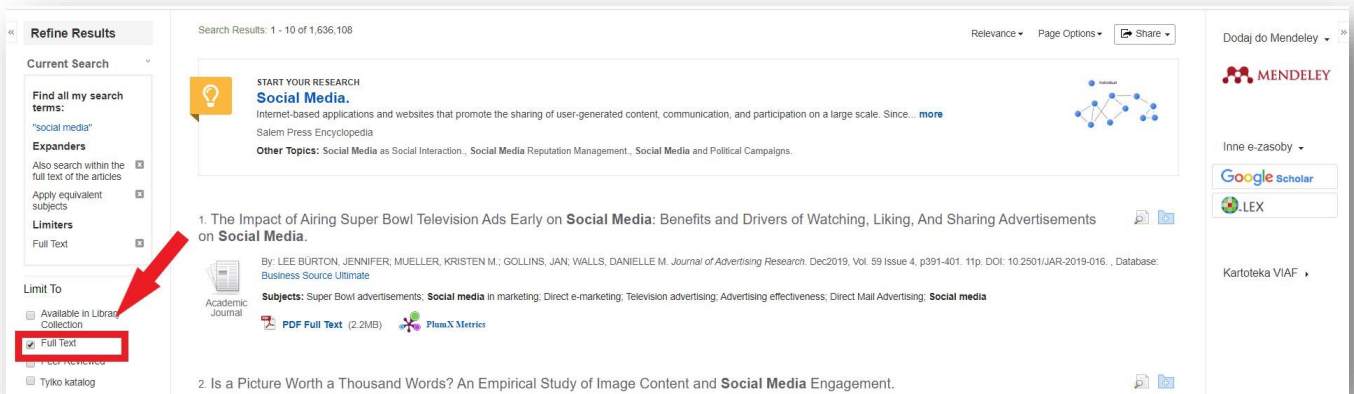 «
Refine Results
Current Search
Find all my search
terms:
"social media"
Expanders
Also search within the
full text of the articles
Apply equivalent
subjects
Limiters
Full Text
Limit To
Available in Library
Collection
Full Text
Peer Reviewed
Tylko katalog
Search Results: 1 - 10 of 1,636,108
Relevance Page Options Share
START YOUR RESEARCH
Social Media.
Internet-based applications and websites that promote the sharing of user-generated content, communication, and participation on a large scale. Since... more
Salem Press Encyclopedia
Other Topics: Social Media as Social Interaction., Social Media Reputation Management., Social Media and Political Campaigns.
1. The Impact of Airing Super Bowl Television Ads Early on Social Media: Benefits and Drivers of Watching, Liking, And Sharing Advertisements
on Social Media.
By: LEE BURTON, JENNIFER; MUELLER, KRISTEN M.; GOLLINS, JAN; WALLS, DANIELLE M. Journal of Advertising Research. Dec2019, Vol. 59 Issue 4, p391-401. 11p. DOI: 10.2501/JAR-2019-016. , Database:
Business Source Ultimate
Academic
Journal
Subjects: Super Bowl advertisements; Social media in marketing; Direct e-marketing; Television advertising; Advertising effectiveness; Direct Mail Advertising; Social media
PDF Full Text (2.2MB) PlumX Metrics
2. Is a Picture Worth a Thousand Words? An Empirical Study of Image Content and Social Media Engagement.
»
Dodaj do Mendeley
MENDELEY
Inne e-zasoby
Google Scholar
LEX
Kartoteka VIAF